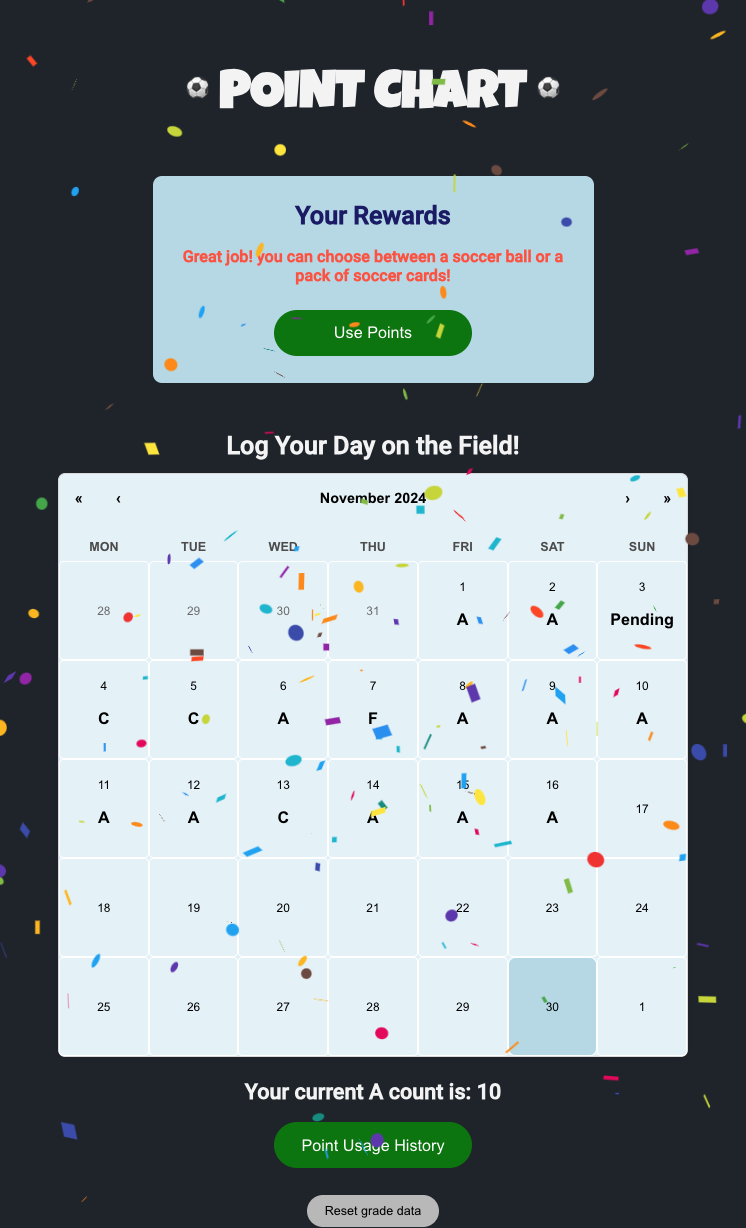 POINT CHART
Your Rewards
Great job! you can choose between a soccer ball or a
pack of soccer cards!
Use Points
Log Your Day on the Field!
« ‹ November 2024 › »
MON TUE WED THU FRI SAT SUN
28 29 30 31 1 2 3
A A Pending
4 5 6 7 8 9 10
C C A F A A A
11 12 13 14 15 16 17
A A C A A A
18 19 20 21 22 23 24
25 26 27 28 29 30 1
Your current A count is: 10
Point Usage History
Reset grade data